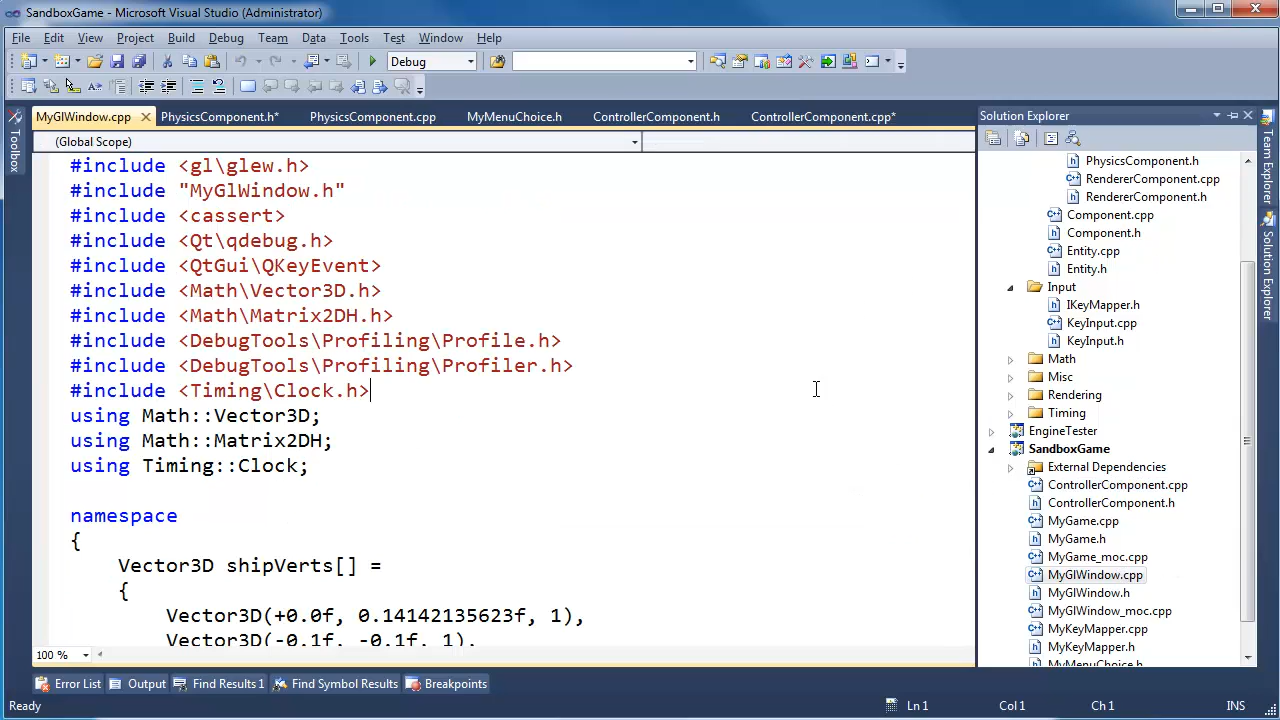 SandboxGame - Microsoft Visual Studio (Administrator)
File Edit View Project Build Debug Team Data Tools Test Window Help
Debug
MyGlWindow.cpp PhysicsComponent.h* PhysicsComponent.cpp MyMenuChoice.h ControllerComponent.h ControllerComponent.cpp*
(Global Scope)
#include <gl\glew.h>
#include "MyGlWindow.h"
#include <cassert>
#include <Qt\qdebug.h>
#include <QtGui\QKeyEvent>
#include <Math\Vector3D.h>
#include <Math\Matrix2DH.h>
#include <DebugTools\Profiling\Profile.h>
#include <DebugTools\Profiling\Profiler.h>
#include <Timing\Clock.h>
using Math::Vector3D;
using Math::Matrix2DH;
using Timing::Clock;
namespace
{
Vector3D shipVerts[] =
{
Vector3D(+0.0f, 0.14142135623f, 1),
Vector3D(-0.1f, -0.1f, 1),
100 %
Toolbox
Solution Explorer
PhysicsComponent.h
RendererComponent.cpp
RendererComponent.h
Component.cpp
Component.h
Entity.cpp
Entity.h
Input
IKeyMapper.h
KeyInput.cpp
KeyInput.h
Math
Misc
Rendering
Timing
EngineTester
SandboxGame
External Dependencies
ControllerComponent.cpp
ControllerComponent.h
MyGame.cpp
MyGame.h
MyGame_moc.cpp
MyGlWindow.cpp
MyGlWindow.h
MyGlWindow_moc.cpp
MyKeyMapper.cpp
MyKeyMapper.h
MyMenuChoice.h
Team Explorer
Solution Explorer
Error List Output Find Results 1 Find Symbol Results Breakpoints
Ready Ln 1 Col 1 Ch 1 INS